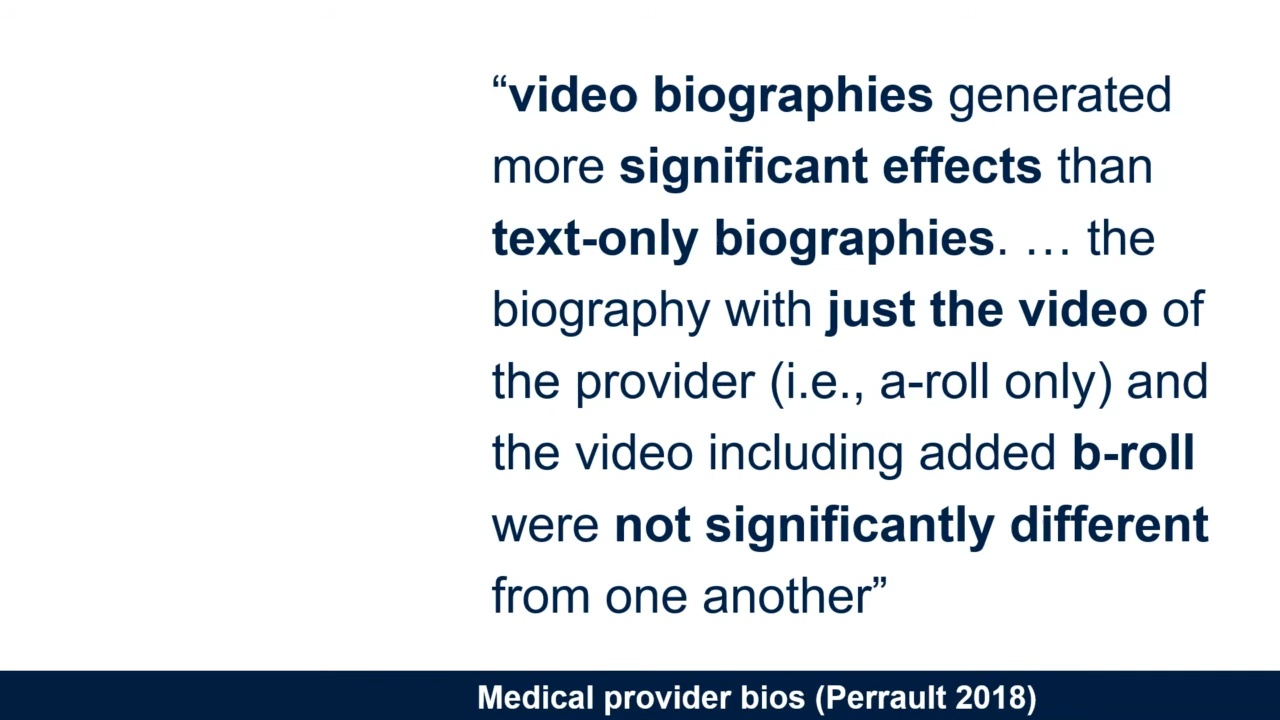 “video biographies generated
more significant effects than
text-only biographies. … the
biography with just the video of
the provider (i.e., a-roll only) and
the video including added b-roll
were not significantly different
from one another”
Medical provider bios (Perrault 2018)